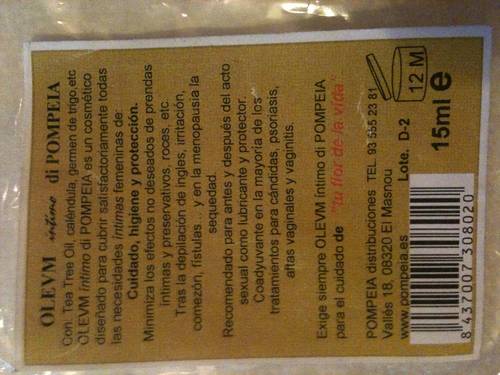 OLEVM íntimo di POMPEIA
Con: Tea Tree Oil, caléndula, germen de trigo, etc
OLEVM íntimo di POMPEIA es un cosmético
diseñado para cubrir satisfactoriamente todas
las necesidades íntimas femeninas de
Cuidado, higiene y protección.
Minimiza los efectos no deseados de prendas
íntimas y preservativos, roces, etc.
Tras la depilación de ingles, irritación,
comezón, fístulas... y en la menopausia la
sequedad.
Recomendado para antes y después del acto
sexual como lubricante y protector.
Coadyuvante en la mayoría de los
tratamientos para cándidas, psoriasis,
aftas vaginales y vaginitis.
Exige siempre OLEVM íntimo di POMPEIA
para el cuidado de "tu flor de la vida"
POMPEIA distribuciones TEL. 93 555 23 81
Vallés 18, 08320 El Masnou
www.pompeia.es Lote. D-2
12 M
15ml e
8 437007 308020